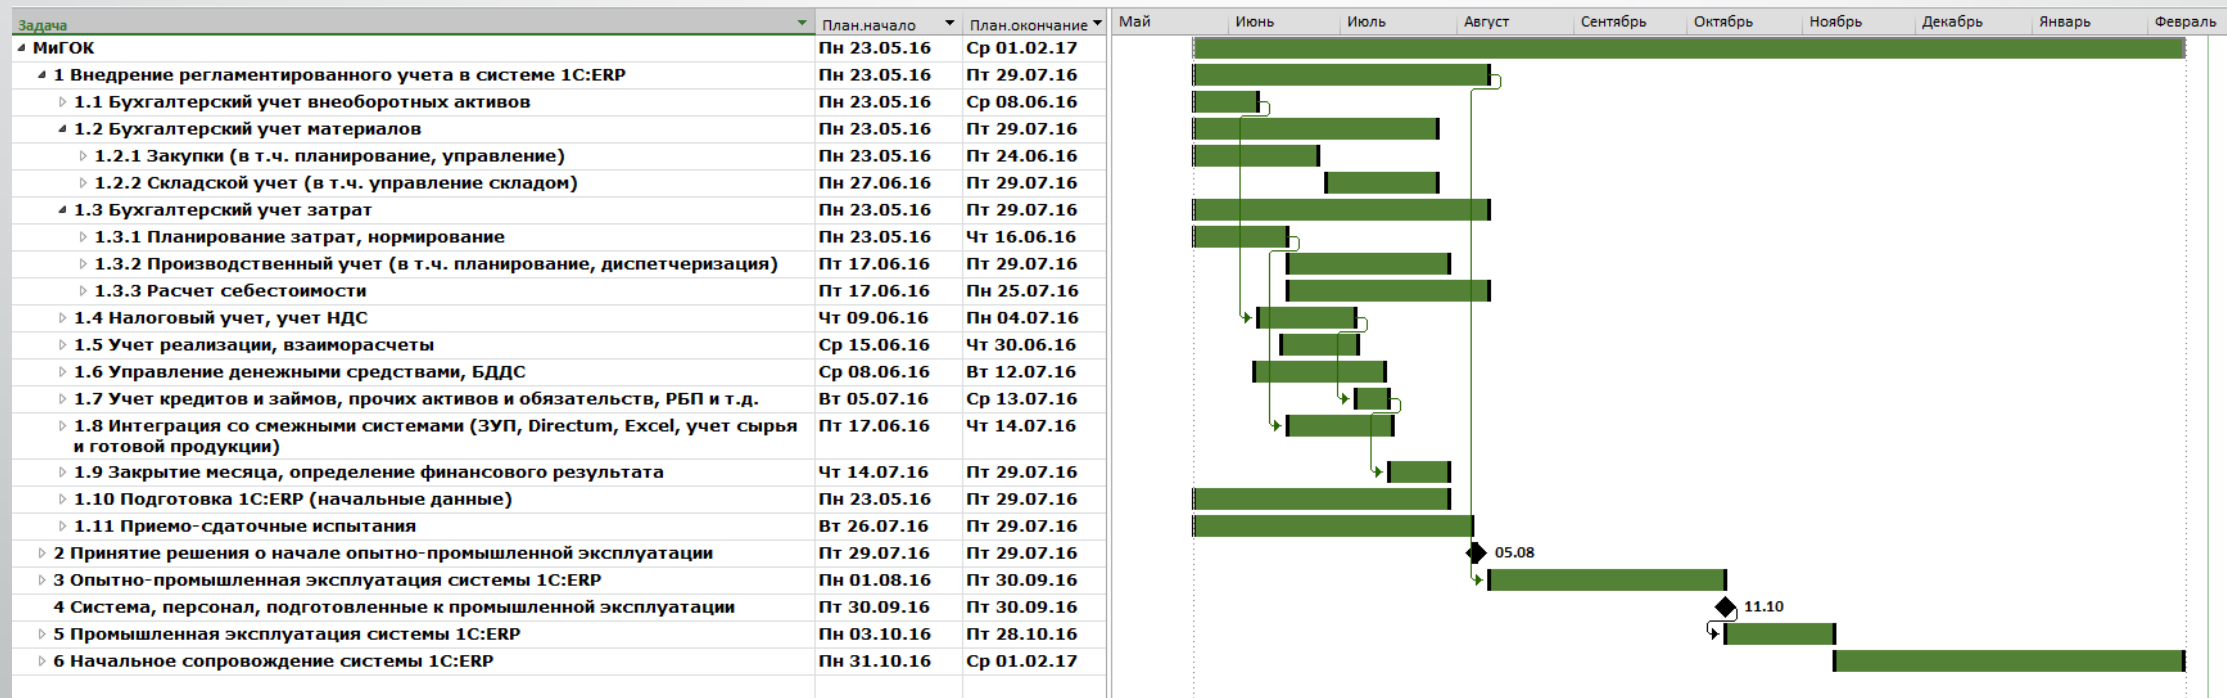 Задача План.начало План.окончание Май Июнь Июль Август Сентябрь Октябрь Ноябрь Декабрь Январь Февраль
МиГОК Пн 23.05.16 Ср 01.02.17
1 Внедрение регламентированного учета в системе 1С:ERP Пн 23.05.16 Пт 29.07.16
1.1 Бухгалтерский учет внеоборотных активов Пн 23.05.16 Ср 08.06.16
1.2 Бухгалтерский учет материалов Пн 23.05.16 Пт 29.07.16
1.2.1 Закупки (в т.ч. планирование, управление) Пн 23.05.16 Пт 24.06.16
1.2.2 Складской учет (в т.ч. управление складом) Пн 27.06.16 Пт 29.07.16
1.3 Бухгалтерский учет затрат Пн 23.05.16 Пт 29.07.16
1.3.1 Планирование затрат, нормирование Пн 23.05.16 Чт 16.06.16
1.3.2 Производственный учет (в т.ч. планирование, диспетчеризация) Пт 17.06.16 Пт 29.07.16
1.3.3 Расчет себестоимости Пт 17.06.16 Пн 25.07.16
1.4 Налоговый учет, учет НДС Чт 09.06.16 Пн 04.07.16
1.5 Учет реализации, взаиморасчеты Ср 15.06.16 Чт 30.06.16
1.6 Управление денежными средствами, БДДС Ср 08.06.16 Вт 12.07.16
1.7 Учет кредитов и займов, прочих активов и обязательств, РБП и т.д. Вт 05.07.16 Ср 13.07.16
1.8 Интеграция со смежными системами (ЗУП, Directum, Excel, учет сырья Пт 17.06.16 Чт 14.07.16
и готовой продукции)
1.9 Закрытие месяца, определение финансового результата Чт 14.07.16 Пт 29.07.16
1.10 Подготовка 1С:ERP (начальные данные) Пн 23.05.16 Пт 29.07.16
1.11 Приемо-сдаточные испытания Вт 26.07.16 Пт 29.07.16
2 Принятие решения о начале опытно-промышленной эксплуатации Пт 29.07.16 Пт 29.07.16 05.08
3 Опытно-промышленная эксплуатация системы 1С:ERP Пн 01.08.16 Пт 30.09.16
4 Система, персонал, подготовленные к промышленной эксплуатации Пт 30.09.16 Пт 30.09.16 11.10
5 Промышленная эксплуатация системы 1С:ERP Пн 03.10.16 Пт 28.10.16
6 Начальное сопровождение системы 1С:ERP Пн 31.10.16 Ср 01.02.17